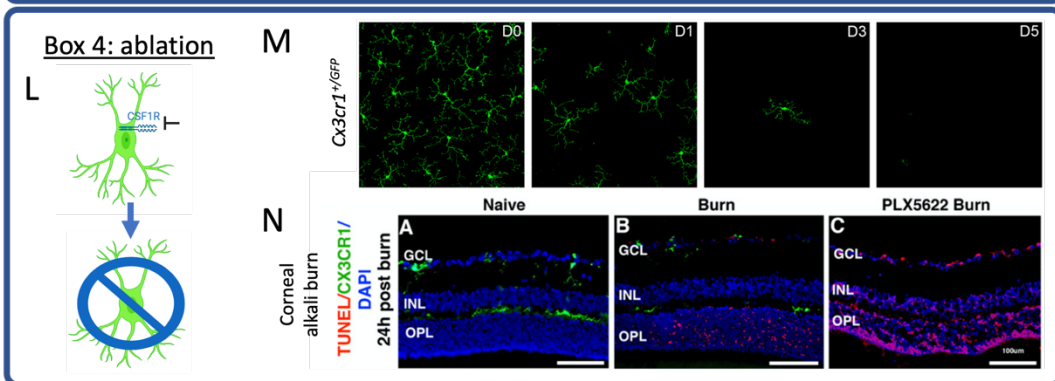 Box 4: ablation
L
CSF1R
M
Cx3cr1+/GFP
D0
D1
D3
D5
N
Corneal
alkali burn
TUNEL/CX3CR1/
DAPI
24h post burn
Naive
Burn
PLX5622 Burn
A
GCL
INL
OPL
B
GCL
INL
OPL
C
GCL
INL
OPL
100um